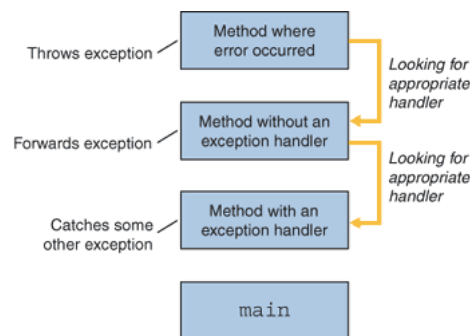 Method where
error occurred
Throws exception
Looking for
appropriate
handler
Method without an
exception handler
Forwards exception
Looking for
appropriate
handler
Method with an
exception handler
Catches some
other exception
main